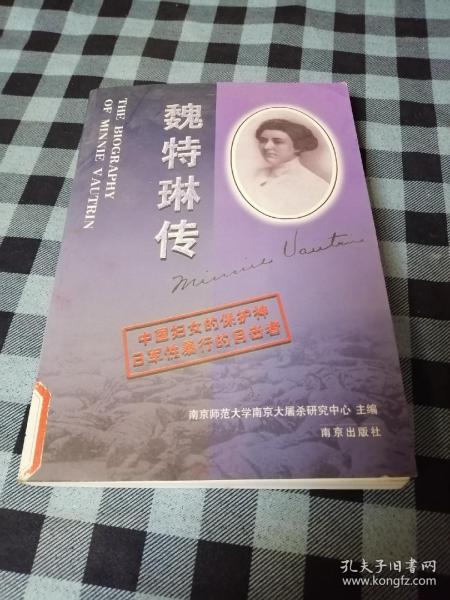 魏特琳传
THE BIOGRAPHY
OF MINNIE VAUTRIN
Minnie Vautrin
中国妇女的保护神
日军性暴行的目击者
南京师范大学南京大屠杀研究中心 主编
南京出版社
孔夫子旧书网
www.kongfz.com